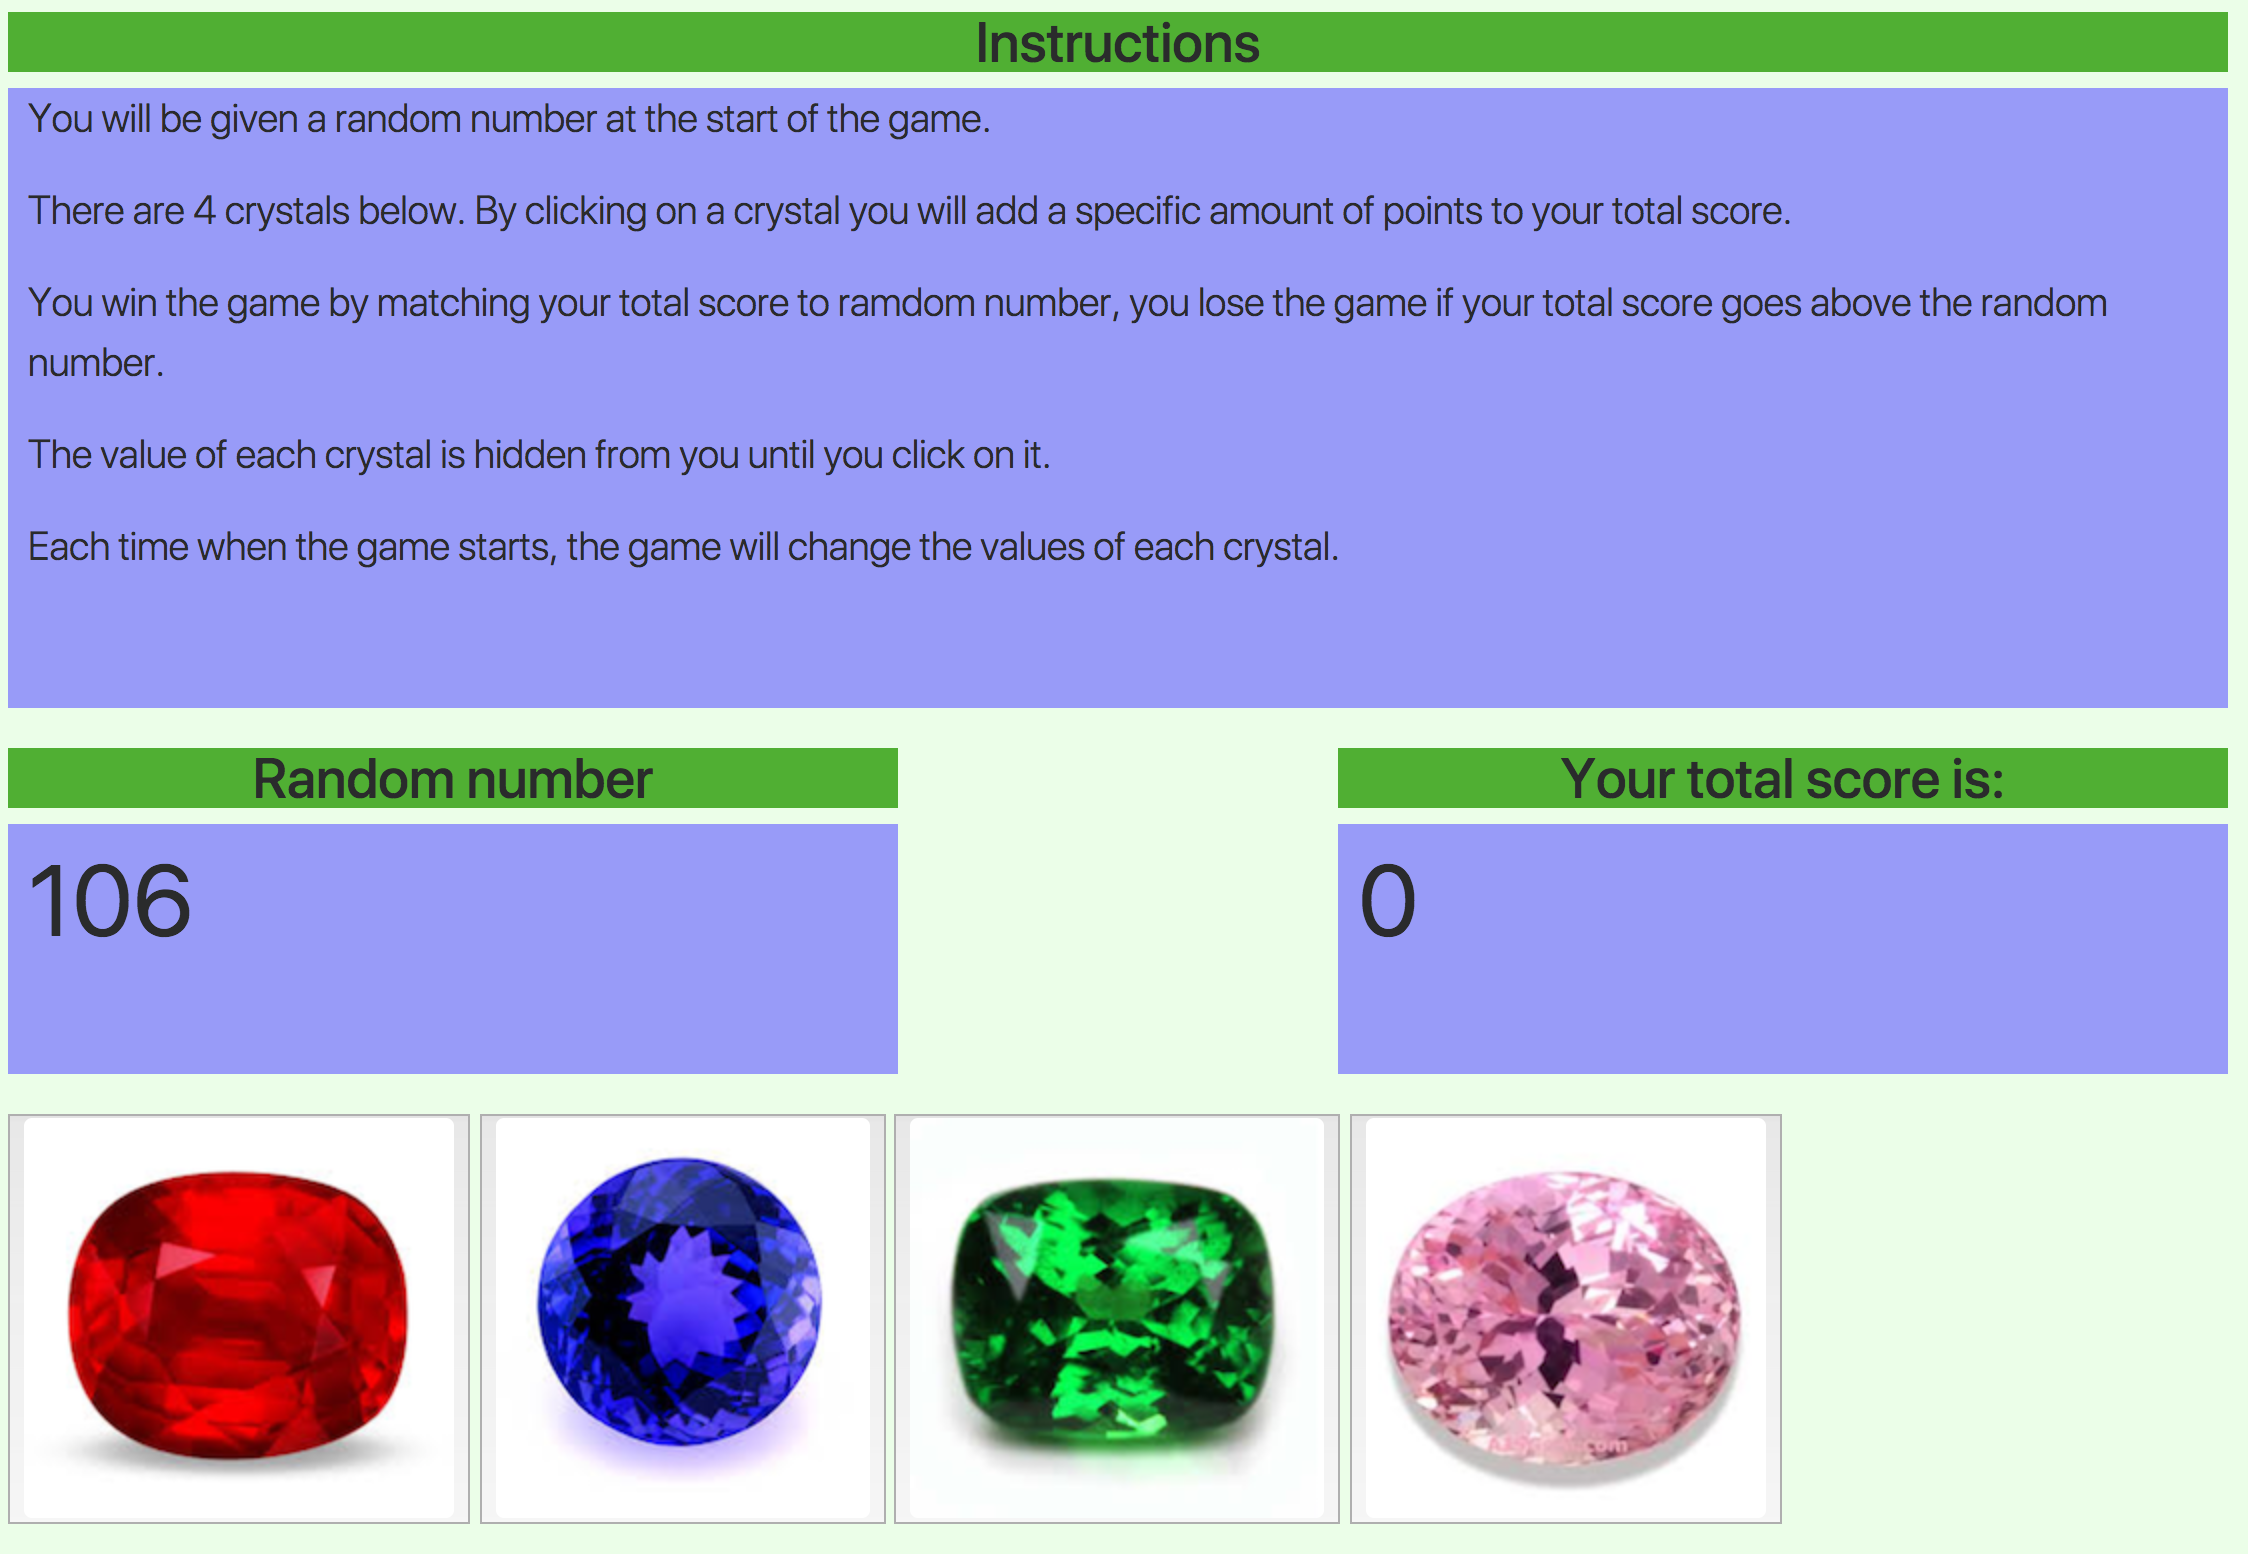 Instructions
You will be given a random number at the start of the game.
There are 4 crystals below. By clicking on a crystal you will add a specific amount of points to your total score.
You win the game by matching your total score to ramdom number, you lose the game if your total score goes above the random
number.
The value of each crystal is hidden from you until you click on it.
Each time when the game starts, the game will change the values of each crystal.
Random number
Your total score is:
106
0